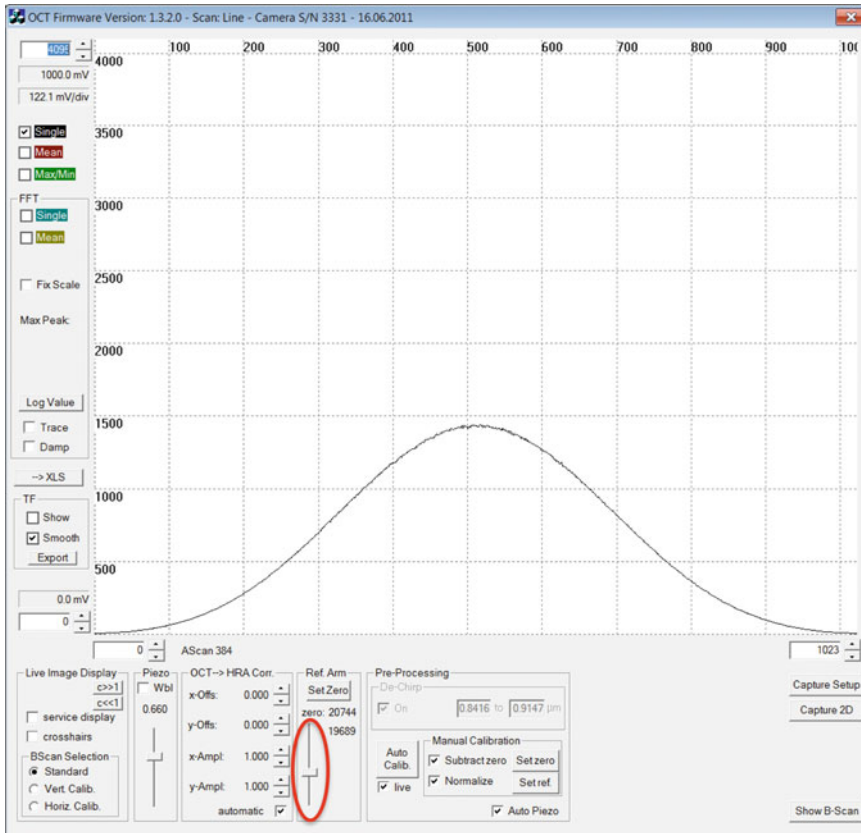 OCT Firmware Version: 1.3.2.0 - Scan: Line - Camera S/N 3331 - 16.06.2011
4095
1000.0 mV
122.1 mV/div
100 200 300 400 500 600 700 800 900 10
4000
3500
3000
2500
2000
1500
1000
500
Single
Mean
Max/Min
FFT
Single
Mean
Fix Scale
Max Peak:
Log Value
Trace
Damp
--> XLS
TF
Show
Smooth
Export
0.0 mV
0
0 AScan 384 1023
Live Image Display
c>>1
c<<1
service display
crosshairs
BScan Selection
Standard
Vert. Calib.
Horiz. Calib.
Piezo
Wbl
0.660
OCT--> HRA Corr.
x-Offs: 0.000
y-Offs: 0.000
x-Ampl: 1.000
y-Ampl: 1.000
automatic
Ref. Arm
Set Zero
zero: 20744
19689
Pre-Processing
De-Chirp
On 0.8416 to 0.9147 µm
Auto Calib.
live
Manual Calibration
Subtract zero Set zero
Normalize Set ref.
Auto Piezo
Capture Setup
Capture 2D
Show B-Scan